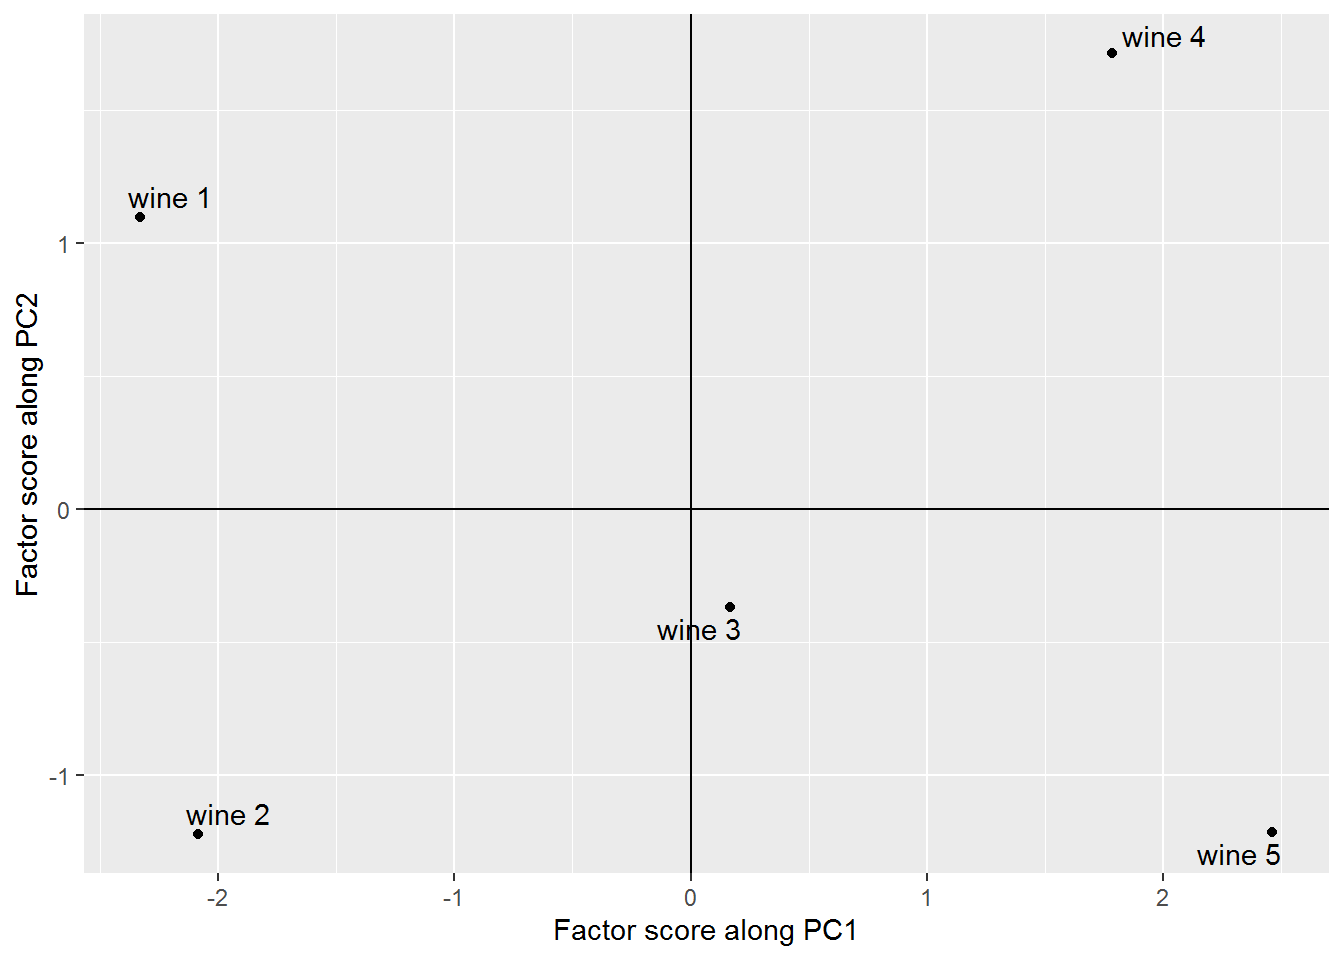 wine 4
wine 1
1
Factor score along PC2
0
wine 3
-1
wine 2
wine 5
-2
-1
0
1
2
Factor score along PC1